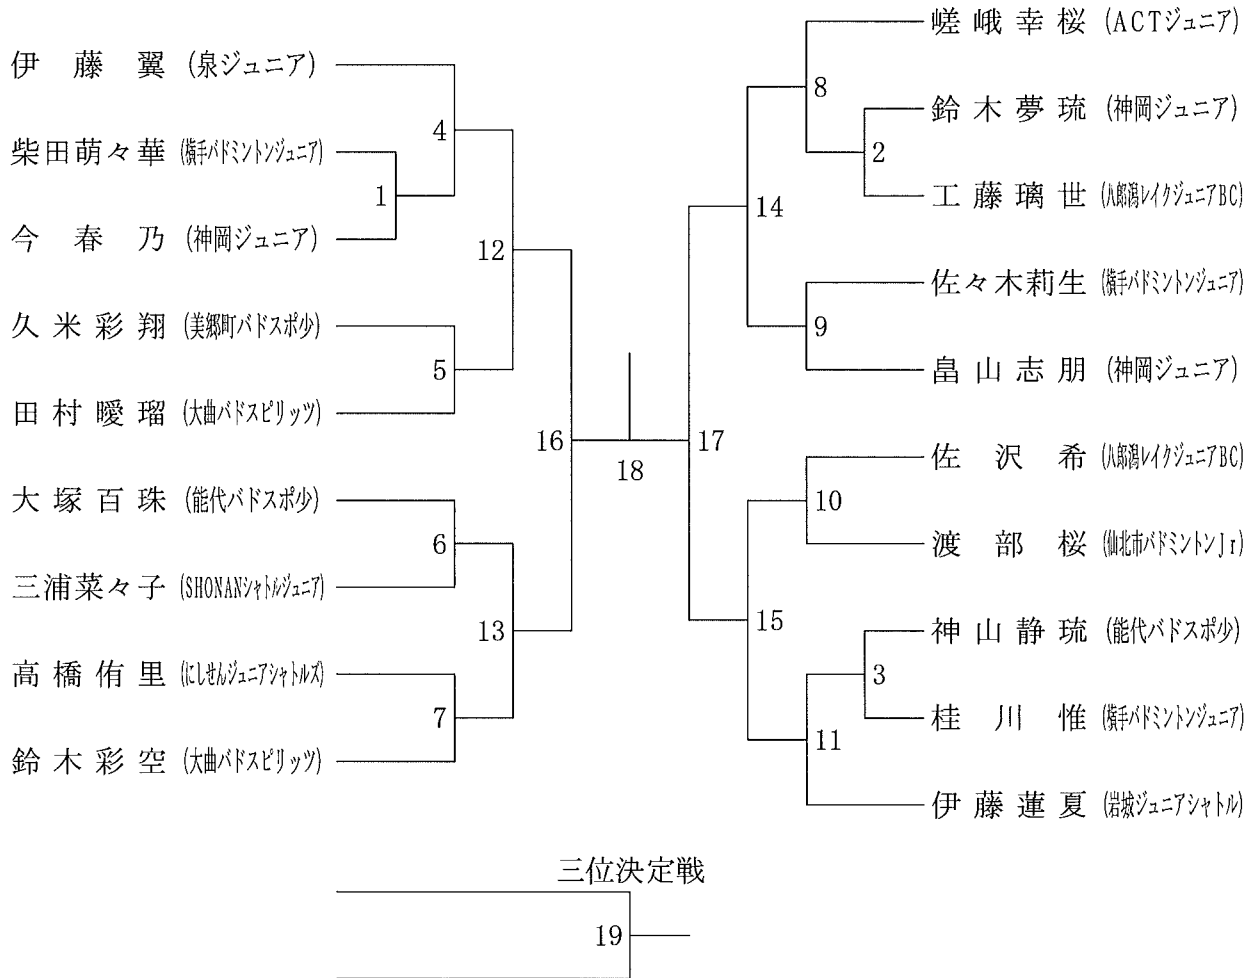 伊藤翼 (泉ジュニア)
4
柴田萌々華 (横手バドミントンジュニア)
1
今春乃 (神岡ジュニア)
12
久米彩翔 (美郷町バドスポ少)
5
田村曖瑠 (大曲バドスピリッツ)
16
大塚百珠 (能代バドスポ少)
6
三浦菜々子 (SHONANシャトルジュニア)
13
高橋侑里 (にしせんジュニアシャトルズ)
7
鈴木彩空 (大曲バドスピリッツ)
18
嵯峨幸桜 (ACTジュニア)
8
鈴木夢琉 (神岡ジュニア)
2
工藤璃世 (八郎潟レイクジュニアBC)
14
佐々木莉生 (横手バドミントンジュニア)
9
畠山志朋 (神岡ジュニア)
17
佐沢希 (八郎潟レイクジュニアBC)
10
渡部桜 (仙北市バドミントンJr)
15
神山静琉 (能代バドスポ少)
3
桂川惟 (横手バドミントンジュニア)
11
伊藤蓮夏 (岩城ジュニアシャトル)
三位決定戦
19